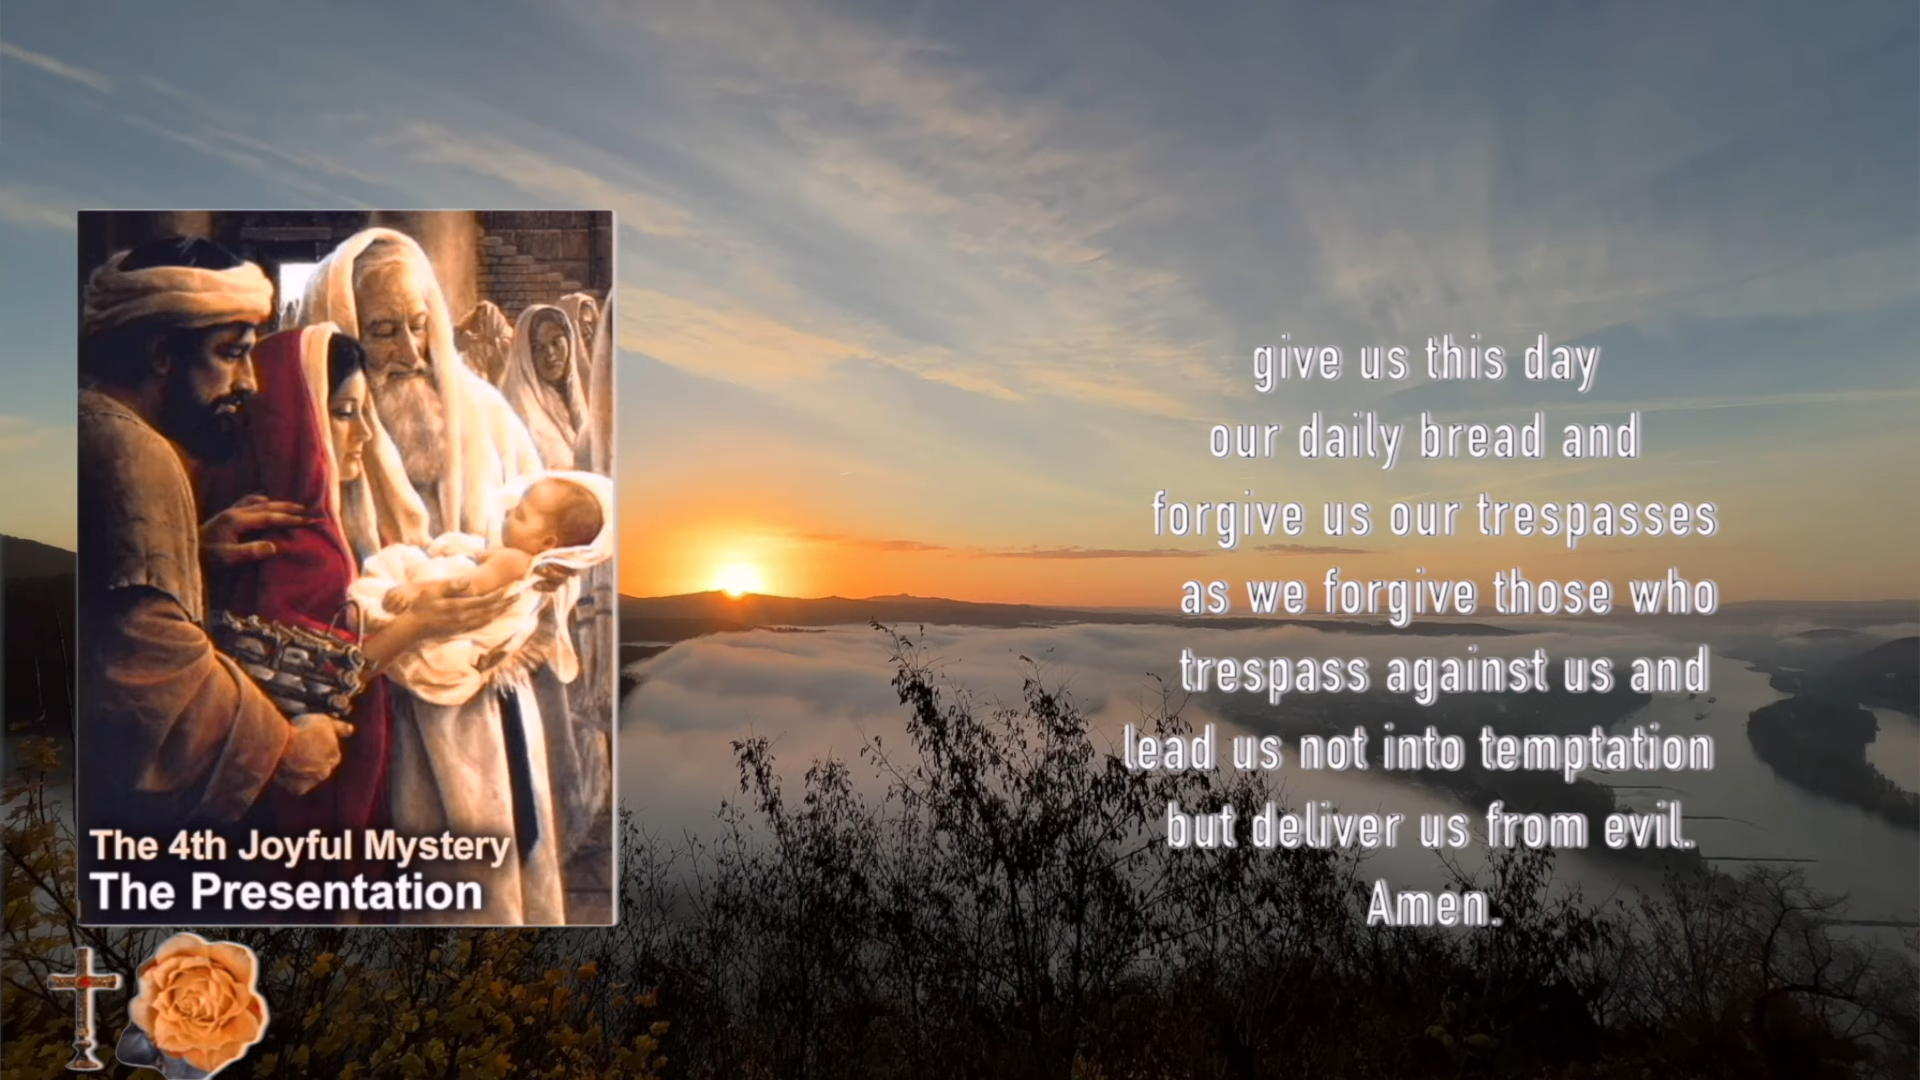 The 4th Joyful Mystery
The Presentation
give us this day
our daily bread and
forgive us our trespasses
as we forgive those who
trespass against us and
lead us not into temptation
but deliver us from evil.
Amen.